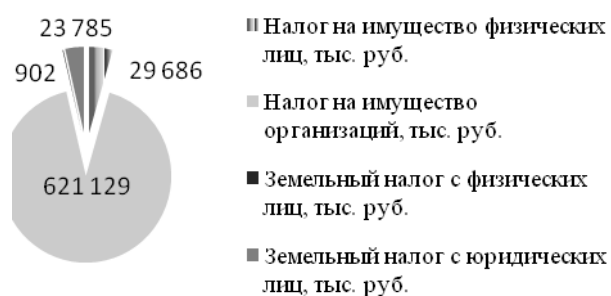 23 785
902
29 686
621 129
Налог на имущество физических
лиц, тыс. руб.
Налог на имущество
организаций, тыс. руб.
Земельный налог с физических
лиц, тыс. руб.
Земельный налог с юридических
лиц, тыс. руб.